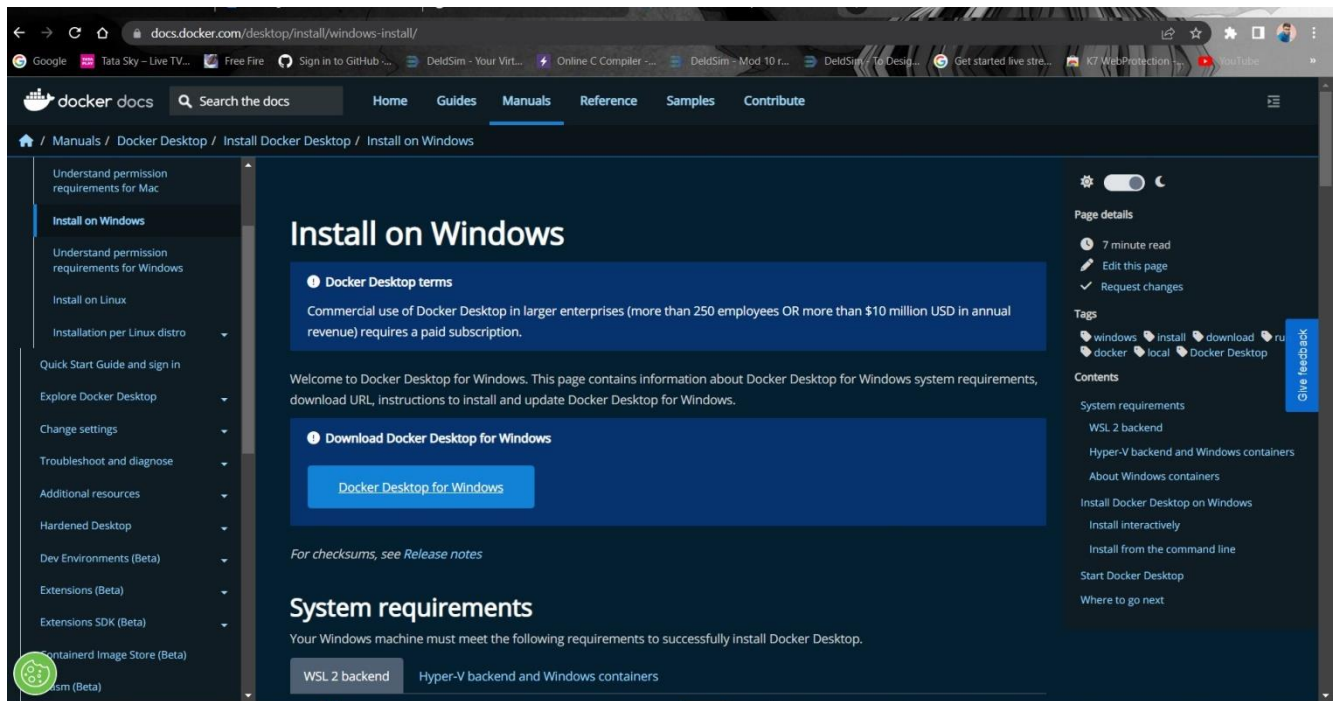 docs.docker.com/desktop/install/windows-install/
Google Tata Sky – Live TV... Free Fire Sign in to GitHub ·... DeldSim - Your Virt... Online C Compiler -... DeldSim - Mod 10 r... DeldSim - To Desig... Get started live stre... K7 WebProtection -... YouTube »
docker docs Search the docs Home Guides Manuals Reference Samples Contribute
/ Manuals / Docker Desktop / Install Docker Desktop / Install on Windows
Understand permission
requirements for Mac
Install on Windows
Understand permission
requirements for Windows
Install on Linux
Installation per Linux distro
Quick Start Guide and sign in
Explore Docker Desktop
Change settings
Troubleshoot and diagnose
Additional resources
Hardened Desktop
Dev Environments (Beta)
Extensions (Beta)
Extensions SDK (Beta)
Containerd Image Store (Beta)
(Beta)
Install on Windows
Docker Desktop terms
Commercial use of Docker Desktop in larger enterprises (more than 250 employees OR more than $10 million USD in annual
revenue) requires a paid subscription.
Welcome to Docker Desktop for Windows. This page contains information about Docker Desktop for Windows system requirements,
download URL, instructions to install and update Docker Desktop for Windows.
Download Docker Desktop for Windows
Docker Desktop for Windows
For checksums, see Release notes
System requirements
Your Windows machine must meet the following requirements to successfully install Docker Desktop.
WSL 2 backend Hyper-V backend and Windows containers
Page details
7 minute read
Edit this page
Request changes
Tags
windows install download ru
docker local Docker Desktop
Contents
System requirements
WSL 2 backend
Hyper-V backend and Windows containers
About Windows containers
Install Docker Desktop on Windows
Install interactively
Install from the command line
Start Docker Desktop
Where to go next
Give feedback